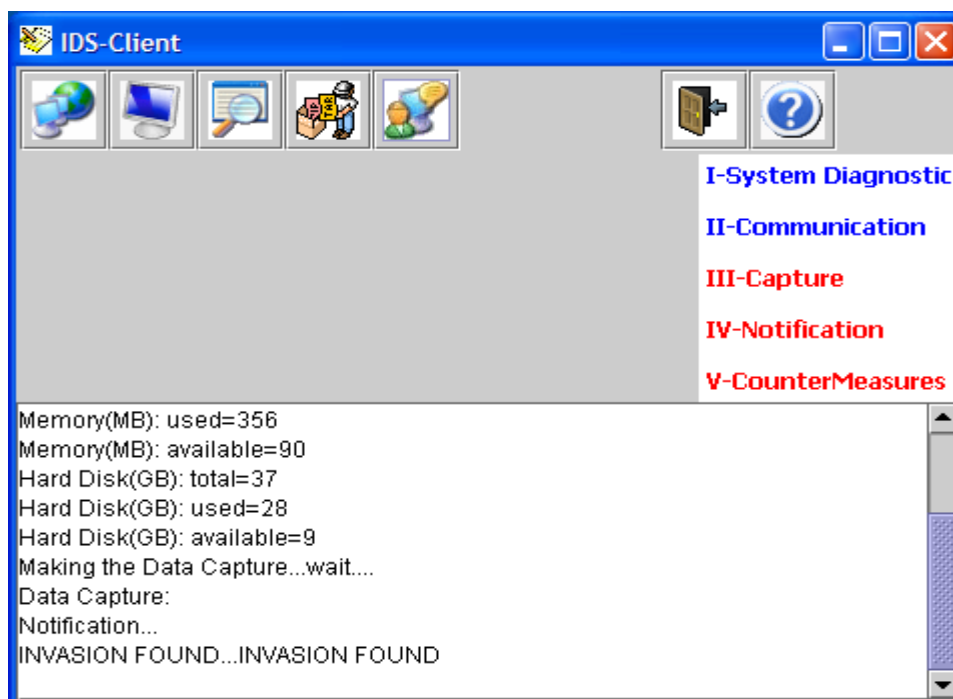 IDS-Client
I-System Diagnostic
II-Communication
III-Capture
IV-Notification
V-CounterMeasures
Memory(MB): used=356
Memory(MB): available=90
Hard Disk(GB): total=37
Hard Disk(GB): used=28
Hard Disk(GB): available=9
Making the Data Capture...wait....
Data Capture:
Notification...
INVASION FOUND...INVASION FOUND